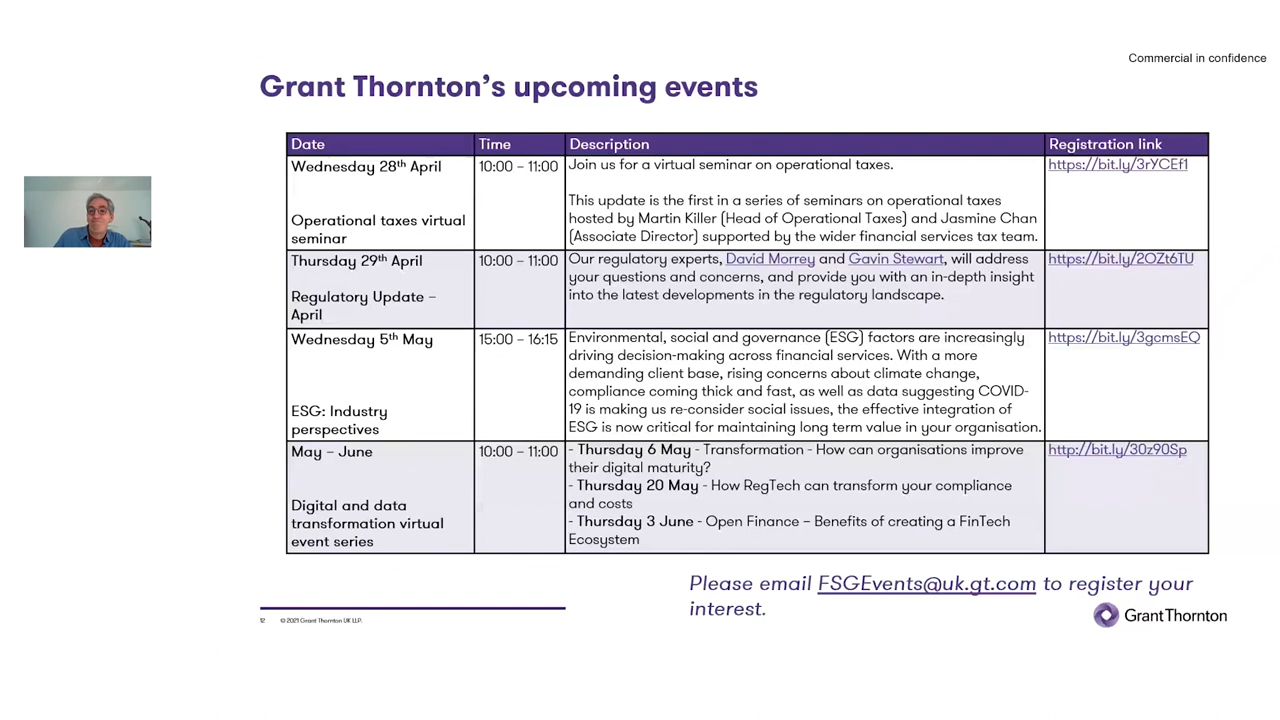 Commercial in confidence
Grant Thornton's upcoming events
Date
Time
Description
Registration link
Wednesday 28th April
Operational taxes virtual
seminar
10:00 – 11:00
Join us for a virtual seminar on operational taxes.
This update is the first in a series of seminars on operational taxes
hosted by Martin Killer (Head of Operational Taxes) and Jasmine Chan
(Associate Director) supported by the wider financial services tax team.
https://bit.ly/3rYCEf1
Thursday 29th April
Regulatory Update –
April
10:00 – 11:00
Our regulatory experts, David Morrey and Gavin Stewart, will address
your questions and concerns, and provide you with an in-depth insight
into the latest developments in the regulatory landscape.
https://bit.ly/2OZt6TU
Wednesday 5th May
ESG: Industry
perspectives
15:00 – 16:15
Environmental, social and governance (ESG) factors are increasingly
driving decision-making across financial services. With a more
demanding client base, rising concerns about climate change,
compliance coming thick and fast, as well as data suggesting COVID-
19 is making us re-consider social issues, the effective integration of
ESG is now critical for maintaining long term value in your organisation.
https://bit.ly/3gcmsEQ
May – June
Digital and data
transformation virtual
event series
10:00 – 11:00
- Thursday 6 May - Transformation - How can organisations improve
their digital maturity?
- Thursday 20 May - How RegTech can transform your compliance
and costs
- Thursday 3 June - Open Finance – Benefits of creating a FinTech
Ecosystem
http://bit.ly/30z90Sp
Please email FSGEvents@uk.gt.com to register your
interest.
12 © 2021 Grant Thornton UK LLP.
Grant Thornton